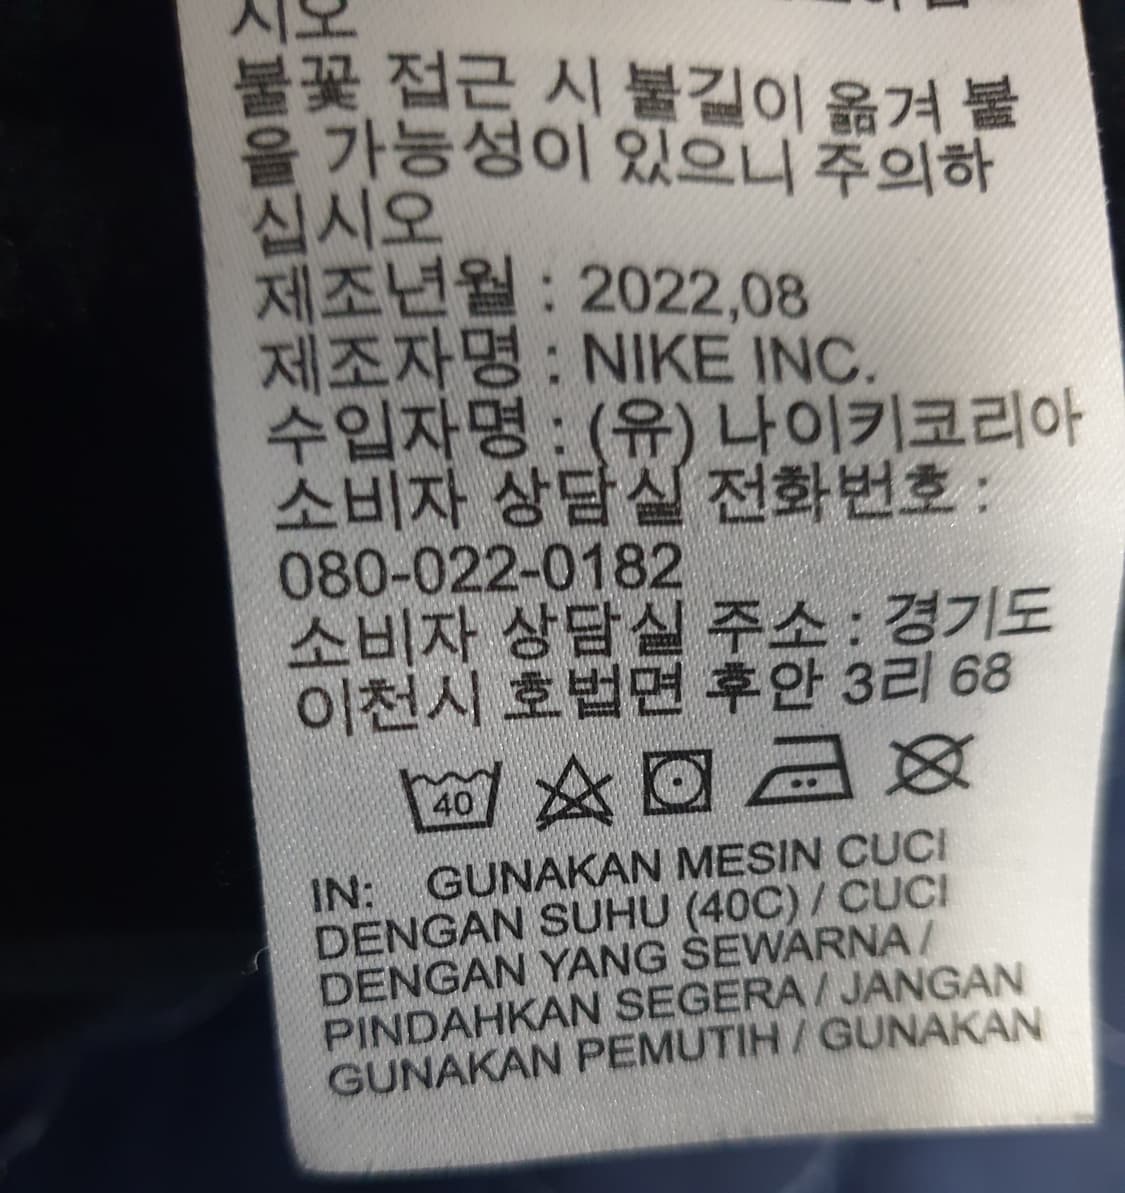 시오
불꽃 접근 시 불길이 옮겨 붙
을 가능성이 있으니 주의하
십시오
제조년월 : 2022,08
제조자명 : NIKE INC.
수입자명 : (유) 나이키코리아
소비자 상담실 전화번호 :
080-022-0182
소비자 상담실 주소 : 경기도
이천시 호법면 후안 3리 68
40
IN: GUNAKAN MESIN CUCI
DENGAN SUHU (40C) / CUCI
DENGAN YANG SEWARNA /
PINDAHKAN SEGERA / JANGAN
GUNAKAN PEMUTIH / GUNAKAN